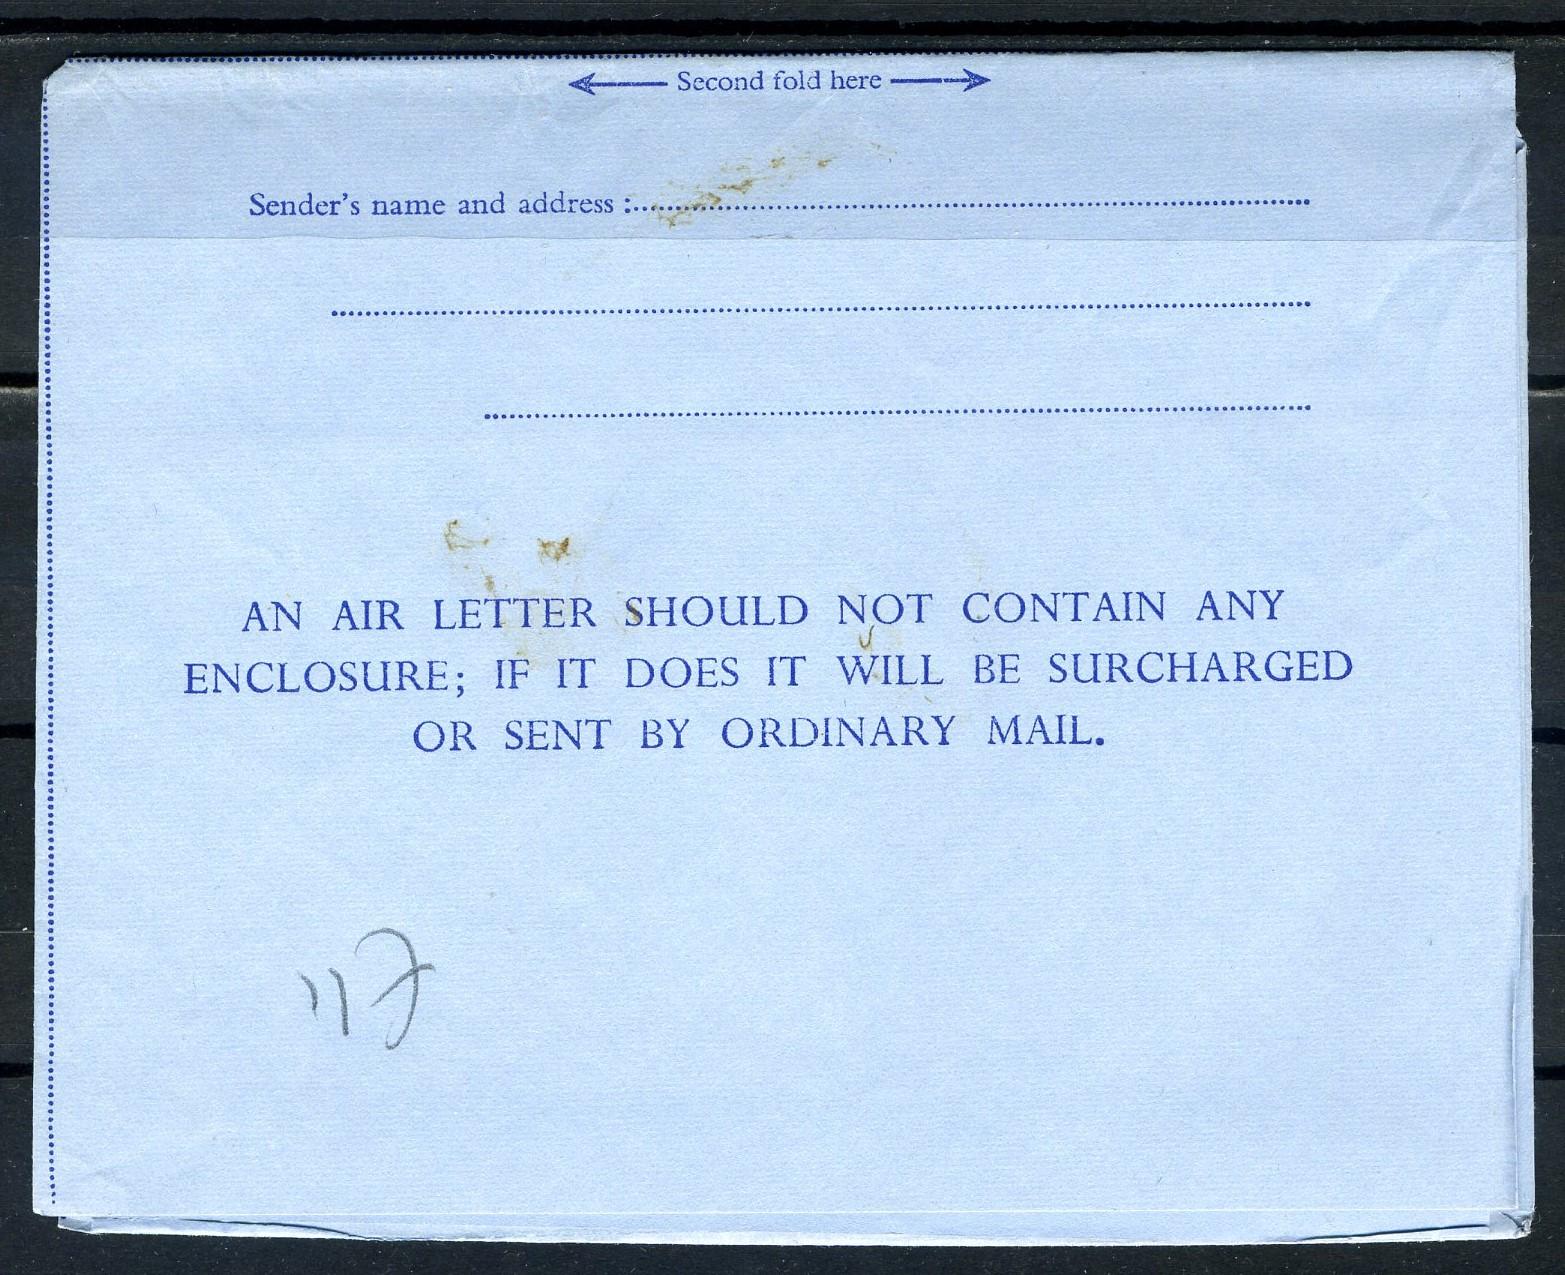 Second fold here
Sender's name and address :
AN AIR LETTER SHOULD NOT CONTAIN ANY
ENCLOSURE; IF IT DOES IT WILL BE SURCHARGED
OR SENT BY ORDINARY MAIL.